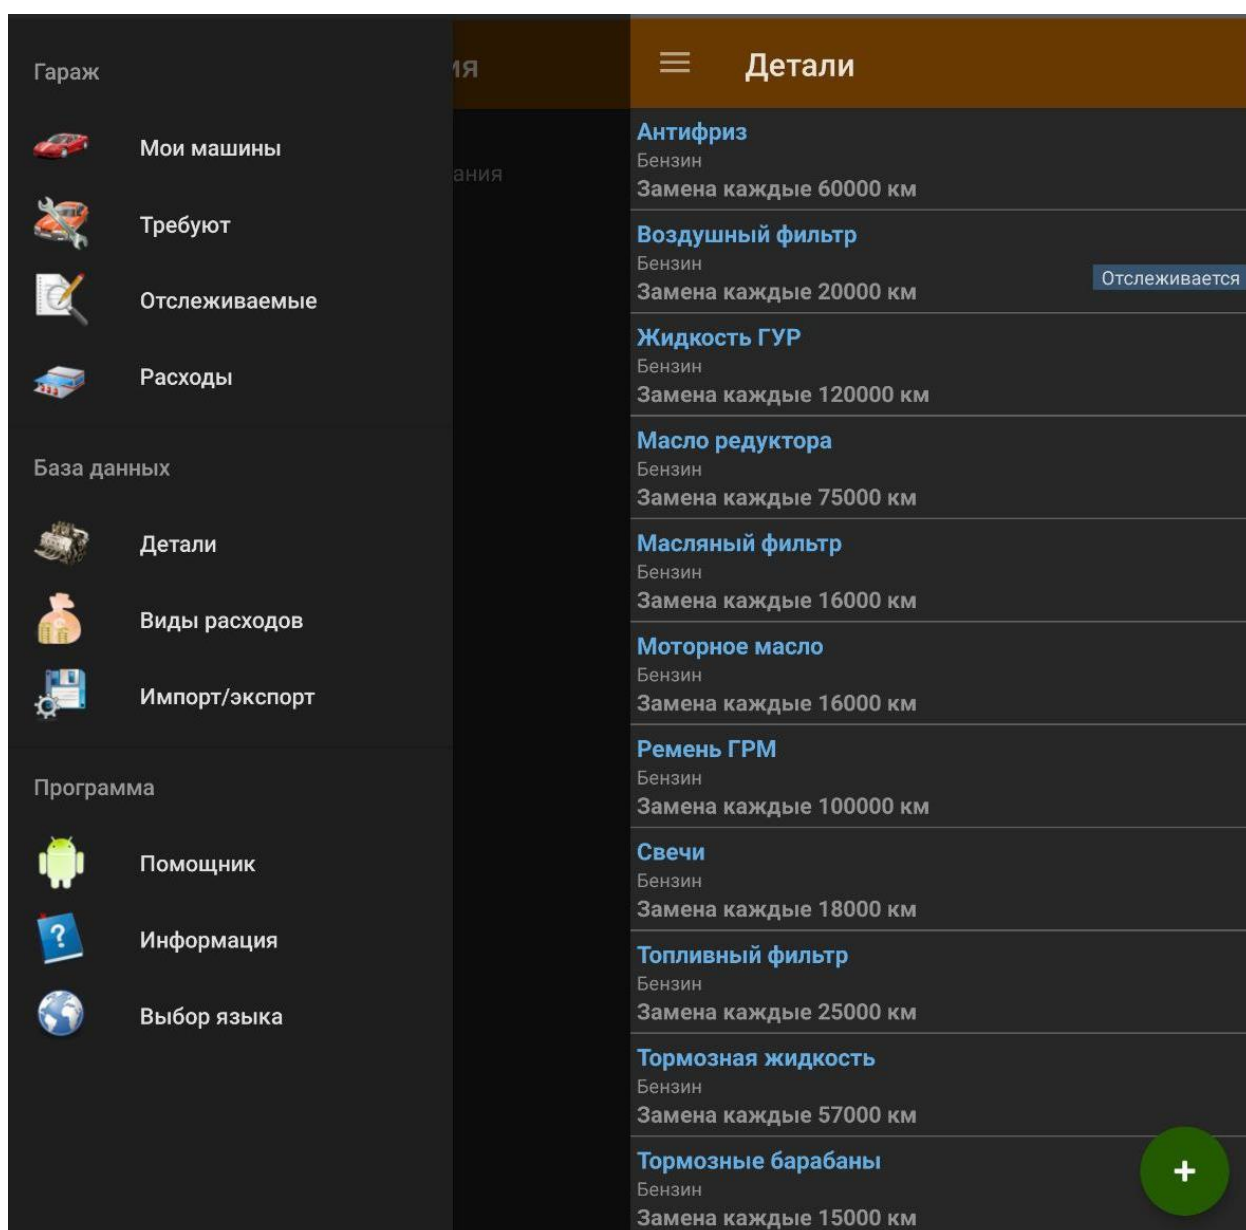 Гараж
Мои машины
Требуют
Отслеживаемые
Расходы
База данных
Детали
Виды расходов
Импорт/экспорт
Программа
Помощник
?
Информация
Выбор языка
ия
ания
Детали
Антифриз
Бензин
Замена каждые 60000 км
Воздушный фильтр
Бензин
Замена каждые 20000 км
Отслеживается
Жидкость ГУР
Бензин
Замена каждые 120000 км
Масло редуктора
Бензин
Замена каждые 75000 км
Масляный фильтр
Бензин
Замена каждые 16000 км
Моторное масло
Бензин
Замена каждые 16000 км
Ремень ГРМ
Бензин
Замена каждые 100000 км
Свечи
Бензин
Замена каждые 18000 км
Топливный фильтр
Бензин
Замена каждые 25000 км
Тормозная жидкость
Бензин
Замена каждые 57000 км
Тормозные барабаны
Бензин
Замена каждые 15000 км
+